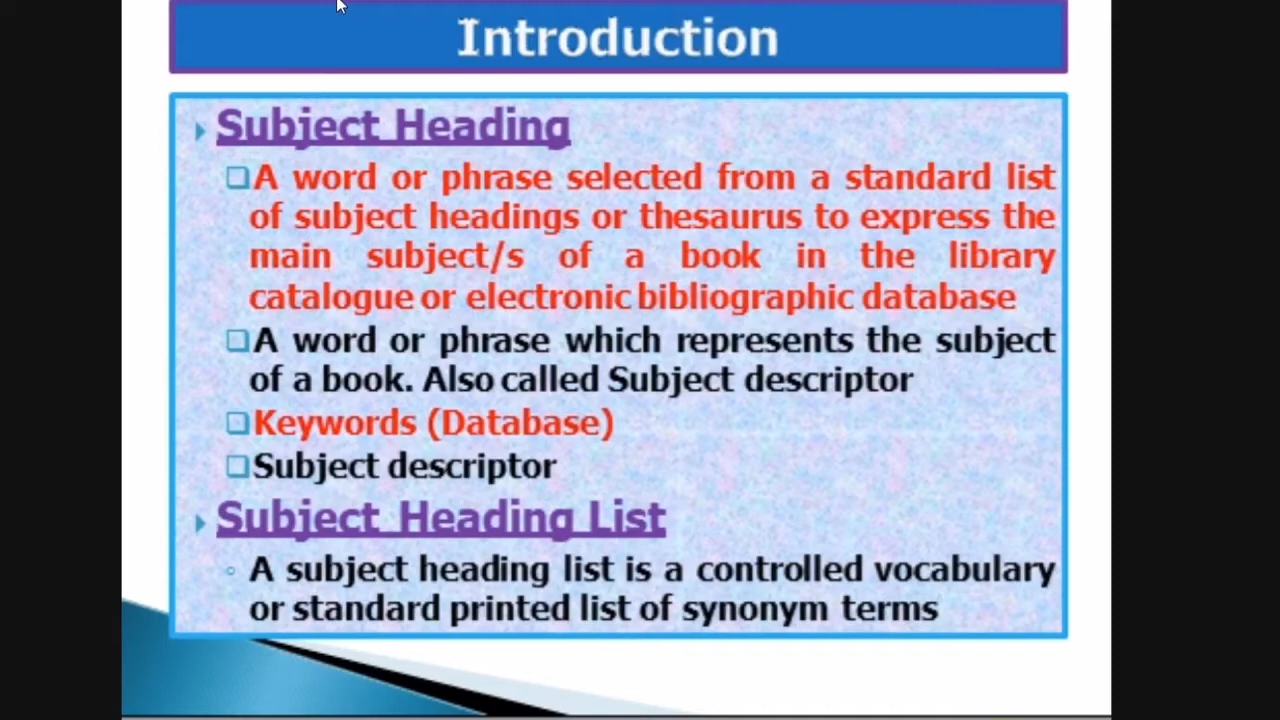 Introduction
Subject Heading
A word or phrase selected from a standard list
of subject headings or thesaurus to express the
main subject/s of a book in the library
catalogue or electronic bibliographic database
A word or phrase which represents the subject
of a book. Also called Subject descriptor
Keywords (Database)
Subject descriptor
Subject Heading List
A subject heading list is a controlled vocabulary
or standard printed list of synonym terms